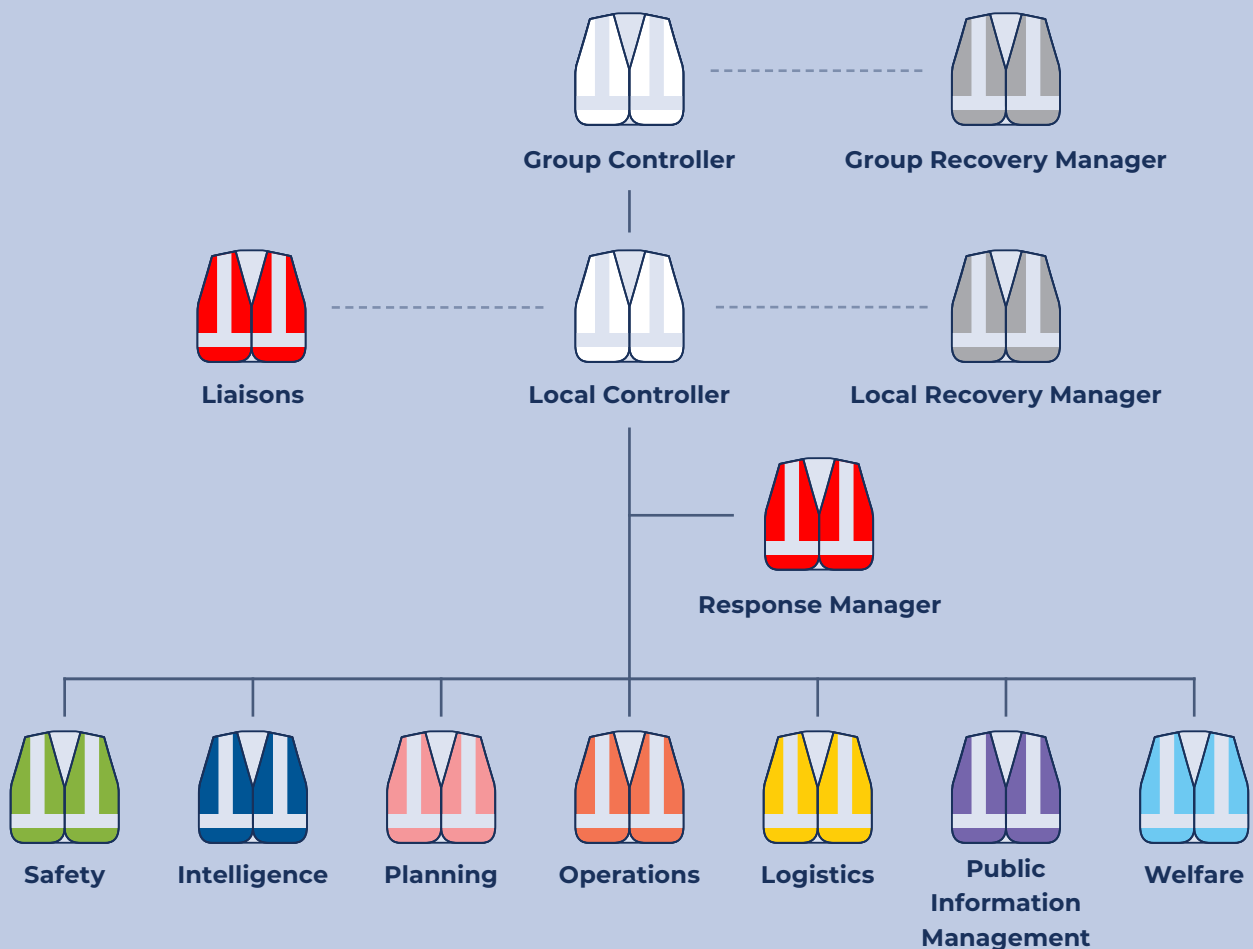 Group Controller
Group Recovery Manager
Liaisons
Local Controller
Local Recovery Manager
Response Manager
Safety
Intelligence
Planning
Operations
Logistics
Public
Information
Management
Welfare